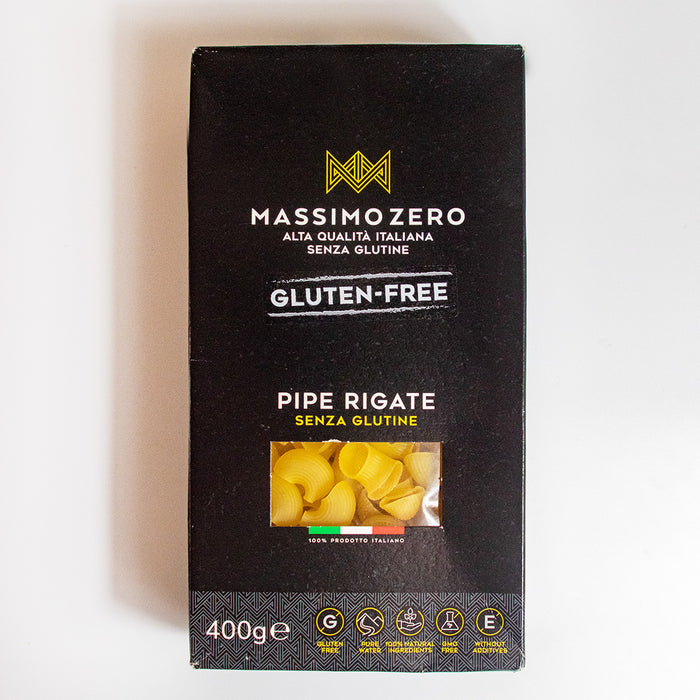 MASSIMO ZERO
ALTA QUALITÀ ITALIANA
SENZA GLUTINE
GLUTEN-FREE
PIPE RIGATE
SENZA GLUTINE
100% PRODOTTO ITALIANO
400g℮
G
GLUTEN
FREE
PURE
WATER
100% NATURAL
INGREDIENTS
GMO
FREE
E
WITHOUT
ADDITIVES